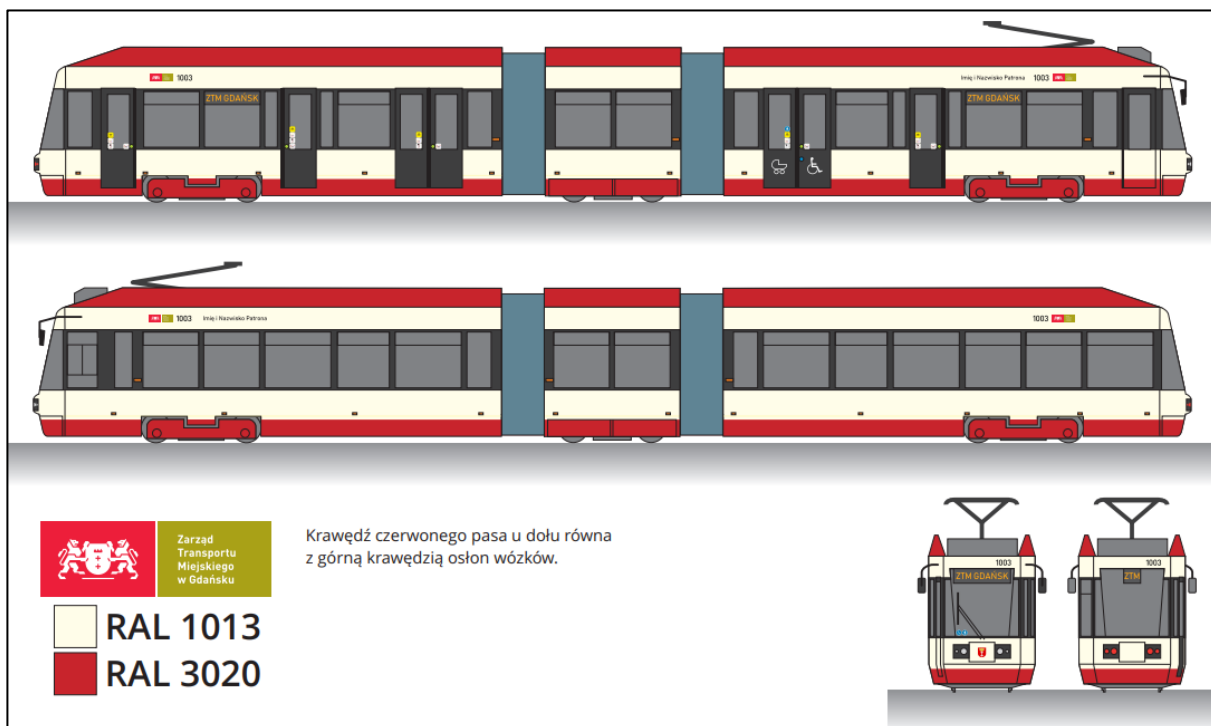 1003
Imię i Nazwisko Patrona 1003
ZTM GDAŃSK
ZTM GDAŃSK
1003 Imię i Nazwisko Patrona
1003
Zarząd
Transportu
Miejskiego
w Gdańsku
Krawędź czerwonego pasa u dołu równa
z górną krawędzią osłon wózków.
RAL 1013
RAL 3020
1003
ZTM GDAŃSK
1003
ZTM